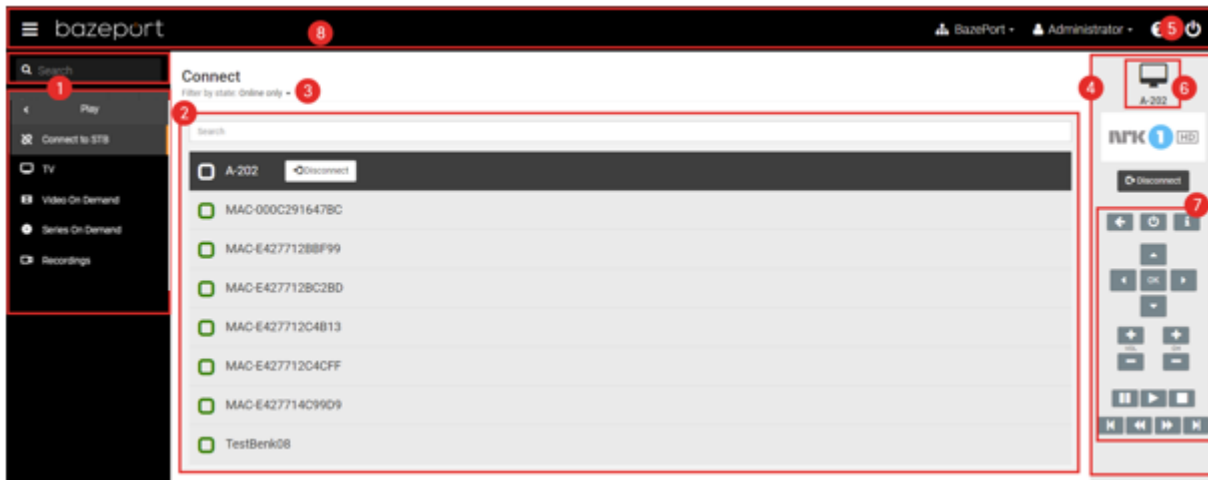 bazeport
8
BazePort
Administrator
5
Search
1
Play
Connect to STB
TV
Video On Demand
Series On Demand
Recordings
Connect
Filter by state: Online only
3
2
Search
A-202 Disconnect
MAC-000C291647BC
MAC-E427712BBF99
MAC-E427712BC2BD
MAC-E427712C4B13
MAC-E427712C4CFF
MAC-E427714C99D9
TestBenk08
4
6
A-202
nrk 1 HD
Disconnect
7
i
OK
VOL CH